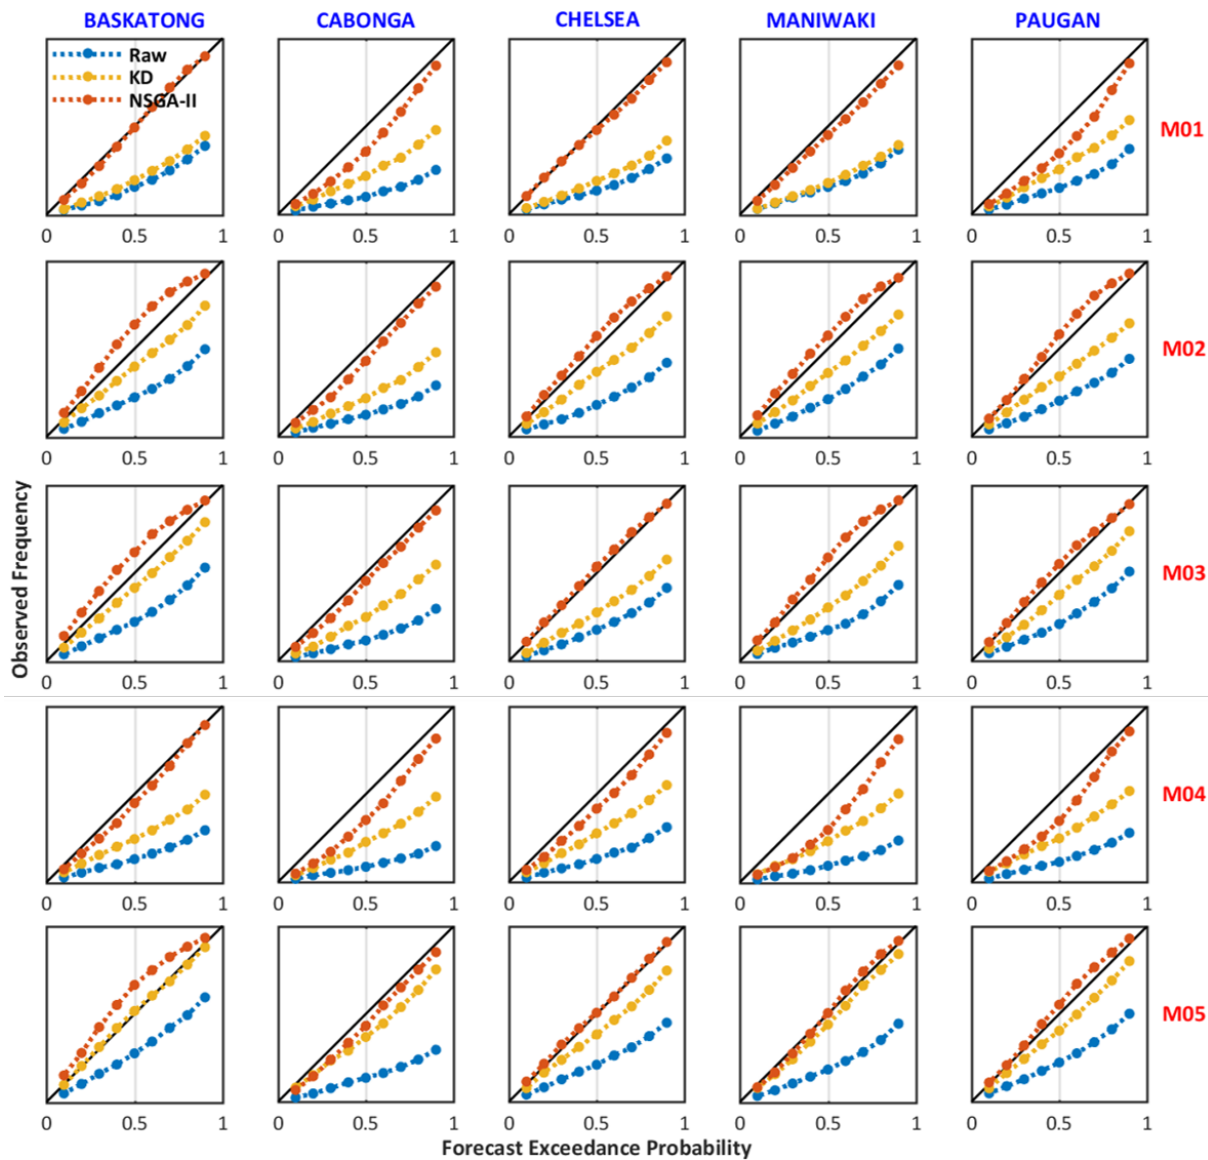 BASKATONG CABONGA CHELSEA MANIWAKI PAUGAN
Raw
KD
NSGA-II
M01
0 0.5 1 0 0.5 1 0 0.5 1 0 0.5 1 0 0.5 1
M02
0 0.5 1 0 0.5 1 0 0.5 1 0 0.5 1 0 0.5 1
Observed Frequency
M03
0 0.5 1 0 0.5 1 0 0.5 1 0 0.5 1 0 0.5 1
M04
0 0.5 1 0 0.5 1 0 0.5 1 0 0.5 1 0 0.5 1
M05
0 0.5 1 0 0.5 1 0 0.5 1 0 0.5 1 0 0.5 1
Forecast Exceedance Probability